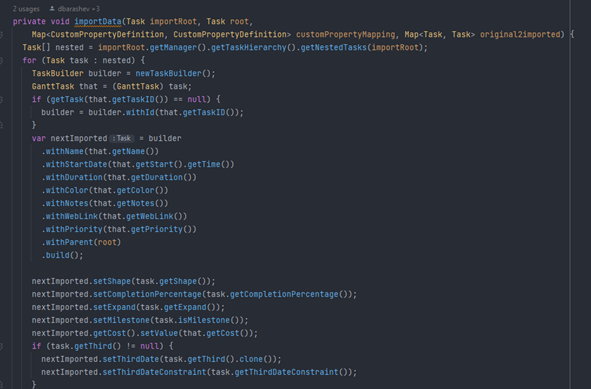 2 usages dbarashev +3
private void importData(Task importRoot, Task root,
Map<CustomPropertyDefinition, CustomPropertyDefinition> customPropertyMapping, Map<Task, Task> original2imported) {
Task[] nested = importRoot.getManager().getTaskHierarchy().getNestedTasks(importRoot);
for (Task task : nested) {
TaskBuilder builder = newTaskBuilder();
GanttTask that = (GanttTask) task;
if (getTask(that.getTaskID()) == null) {
builder = builder.withId(that.getTaskID());
}
var nextImported : Task = builder
.withName(that.getName())
.withStartDate(that.getStart().getTime())
.withDuration(that.getDuration())
.withColor(that.getColor())
.withNotes(that.getNotes())
.withWebLink(that.getWebLink())
.withPriority(that.getPriority())
.withParent(root)
.build();
nextImported.setShape(task.getShape());
nextImported.setCompletionPercentage(task.getCompletionPercentage());
nextImported.setExpand(task.getExpand());
nextImported.setMilestone(task.isMilestone());
nextImported.getCost().setValue(that.getCost());
if (task.getThird() != null) {
nextImported.setThirdDate(task.getThird().clone());
nextImported.setThirdDateConstraint(task.getThirdDateConstraint());
}